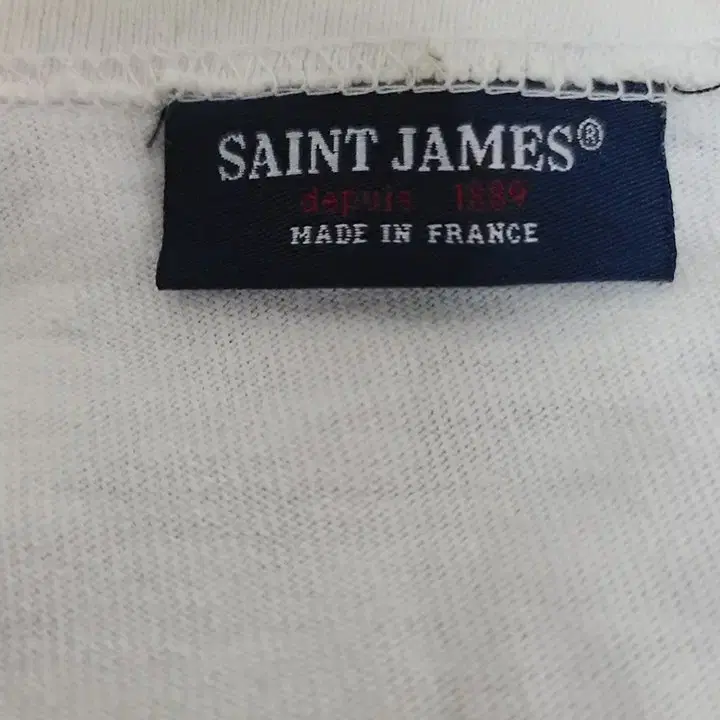 SAINT JAMES®
depuis 1889
MADE IN FRANCE